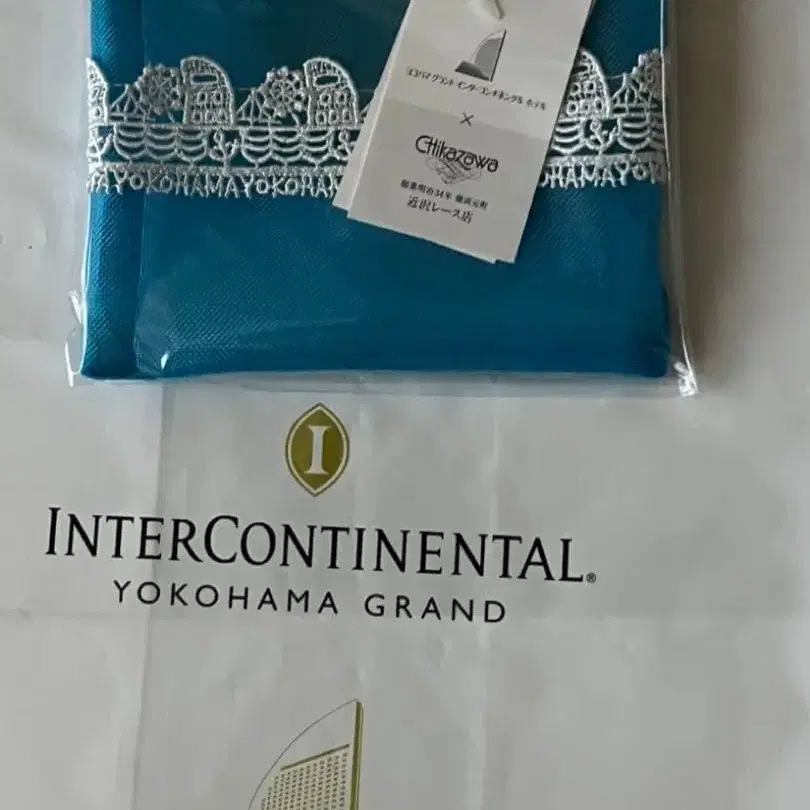 ヨコハマ グランド インターコンチネンタル ホテル
×
CHikazawa
創業明治34年 横浜元町
近沢レース店
YOKOHAMAYOKOHAM
HAMAYOKOHA
I
INTERCONTINENTAL®
YOKOHAMA GRAND